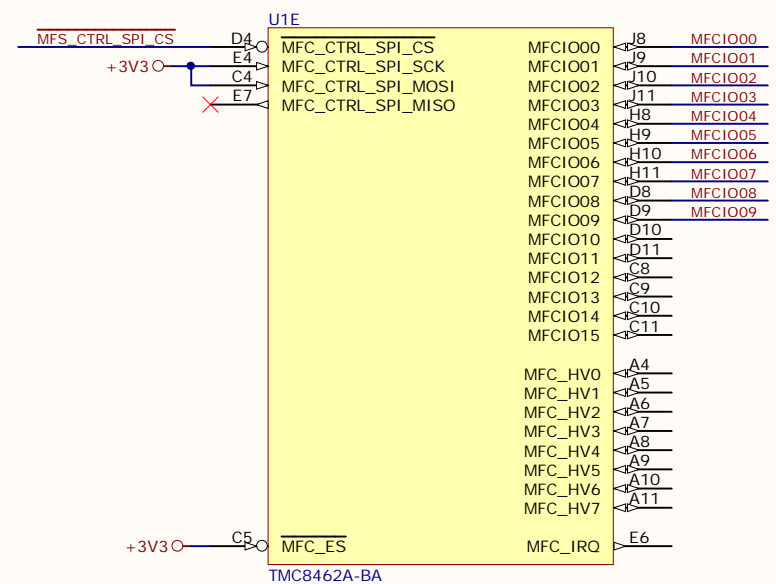 U1E
MFS_CTRL_SPI_CS D4 MFC_CTRL_SPI_CS MFCIO00 J8 MFCIO00
+3V3 E4 MFC_CTRL_SPI_SCK MFCIO01 J9 MFCIO01
C4 MFC_CTRL_SPI_MOSI MFCIO02 J10 MFCIO02
E7 MFC_CTRL_SPI_MISO MFCIO03 J11 MFCIO03
MFCIO04 H8 MFCIO04
MFCIO05 H9 MFCIO05
MFCIO06 H10 MFCIO06
MFCIO07 H11 MFCIO07
MFCIO08 D8 MFCIO08
MFCIO09 D9 MFCIO09
MFCIO10 D10
MFCIO11 D11
MFCIO12 C8
MFCIO13 C9
MFCIO14 C10
MFCIO15 C11
MFC_HV0 A4
MFC_HV1 A5
MFC_HV2 A6
MFC_HV3 A7
MFC_HV4 A8
MFC_HV5 A9
MFC_HV6 A10
MFC_HV7 A11
+3V3 C5 MFC_ES MFC_IRQ E6
TMC8462A-BA